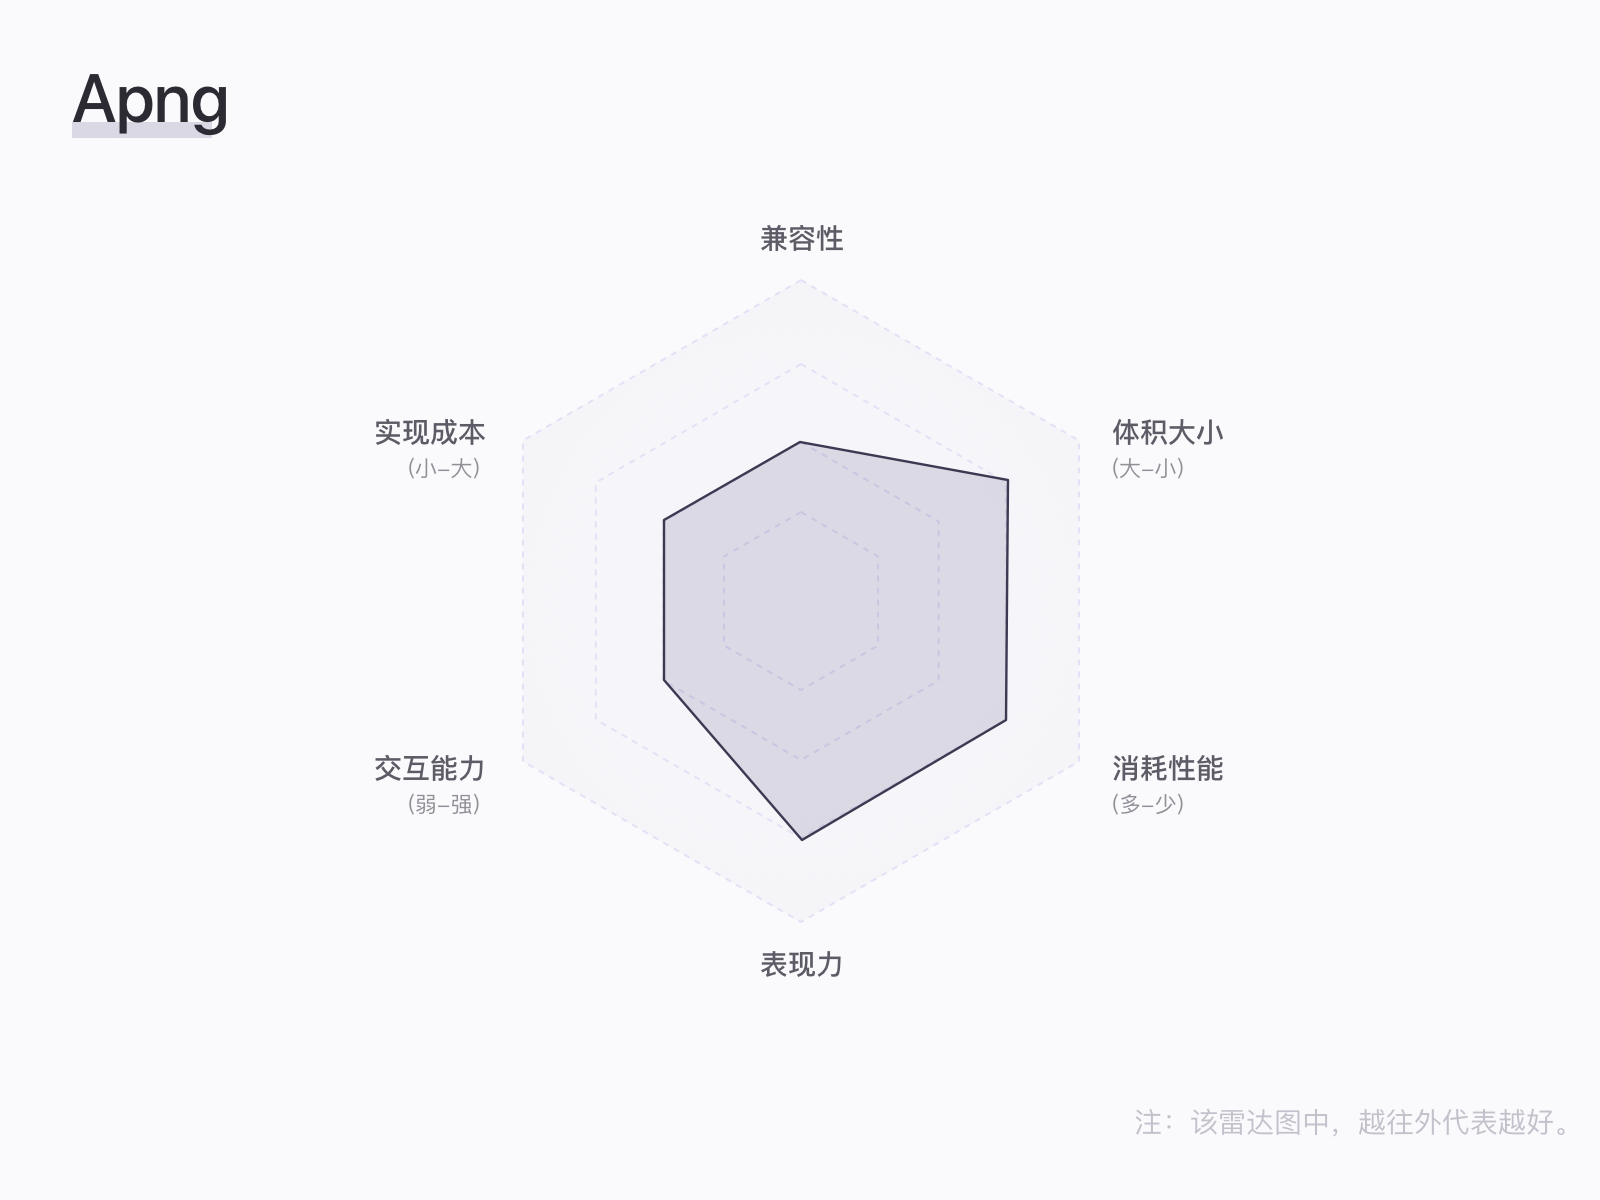 Apng
兼容性
实现成本
（小–大）
体积大小
（大–小）
交互能力
（弱–强）
消耗性能
（多–少）
表现力
注：该雷达图中，越往外代表越好。